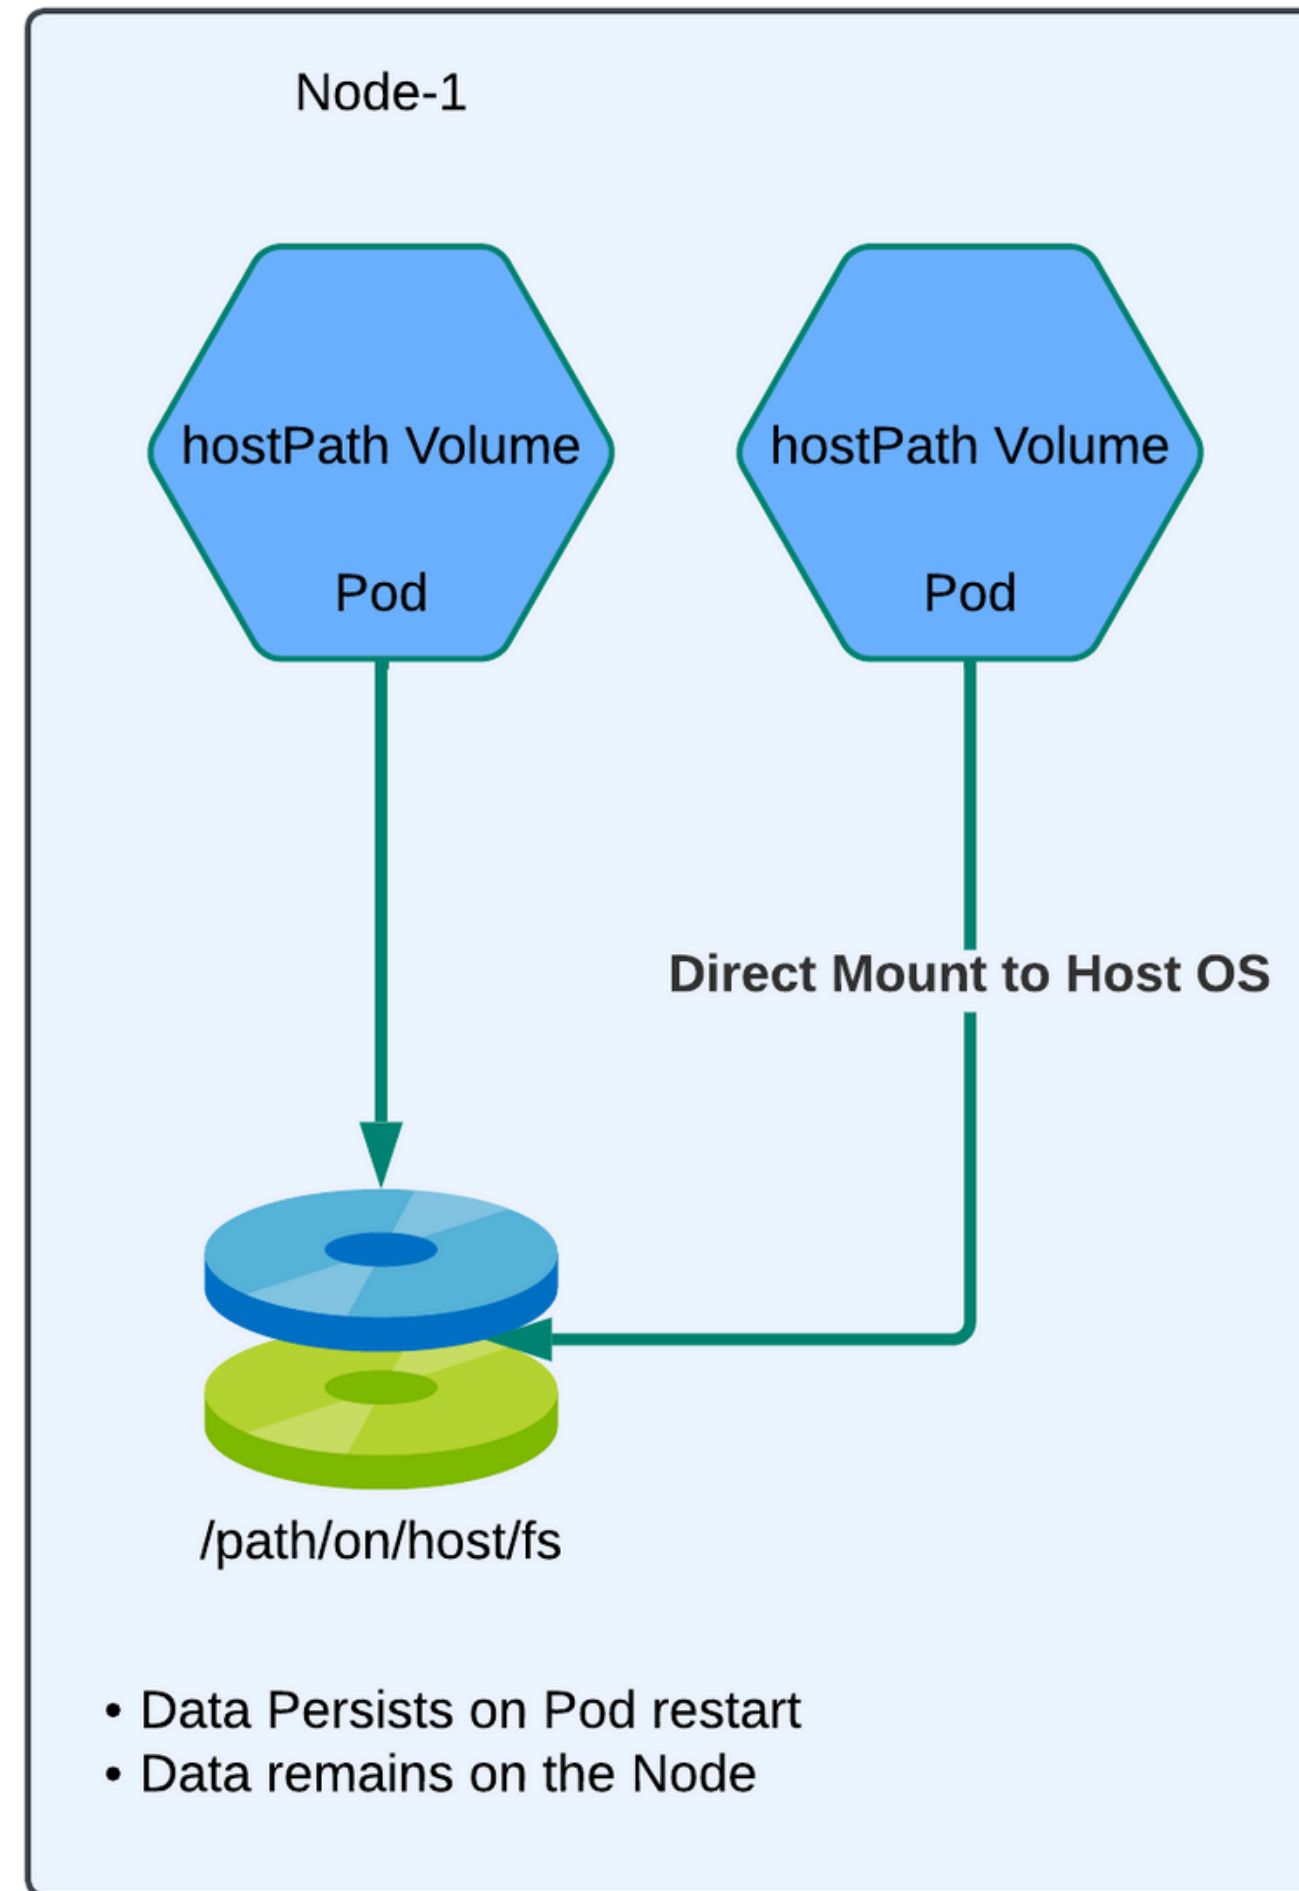 Node-1
hostPath Volume
Pod
hostPath Volume
Pod
Direct Mount to Host OS
/path/on/host/fs
• Data Persists on Pod restart
• Data remains on the Node